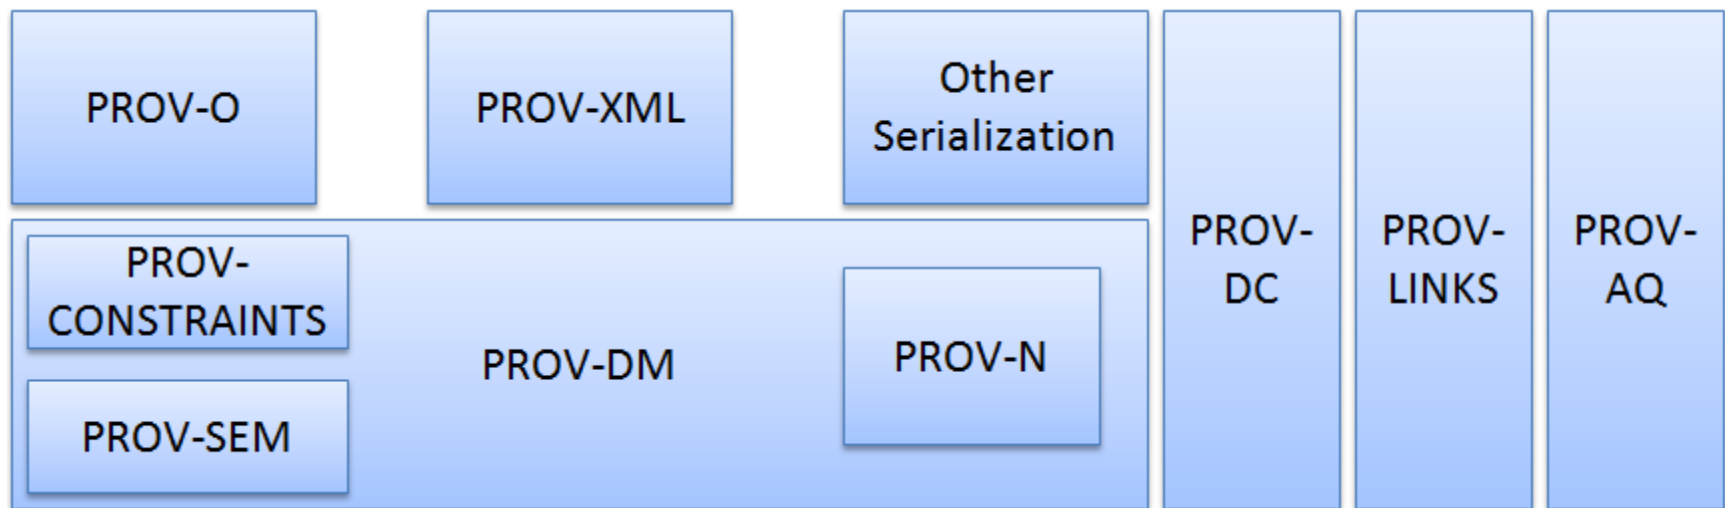 PROV-O
PROV-XML
Other
Serialization
PROV-
CONSTRAINTS
PROV-SEM
PROV-DM
PROV-N
PROV-
DC
PROV-
LINKS
PROV-
AQ